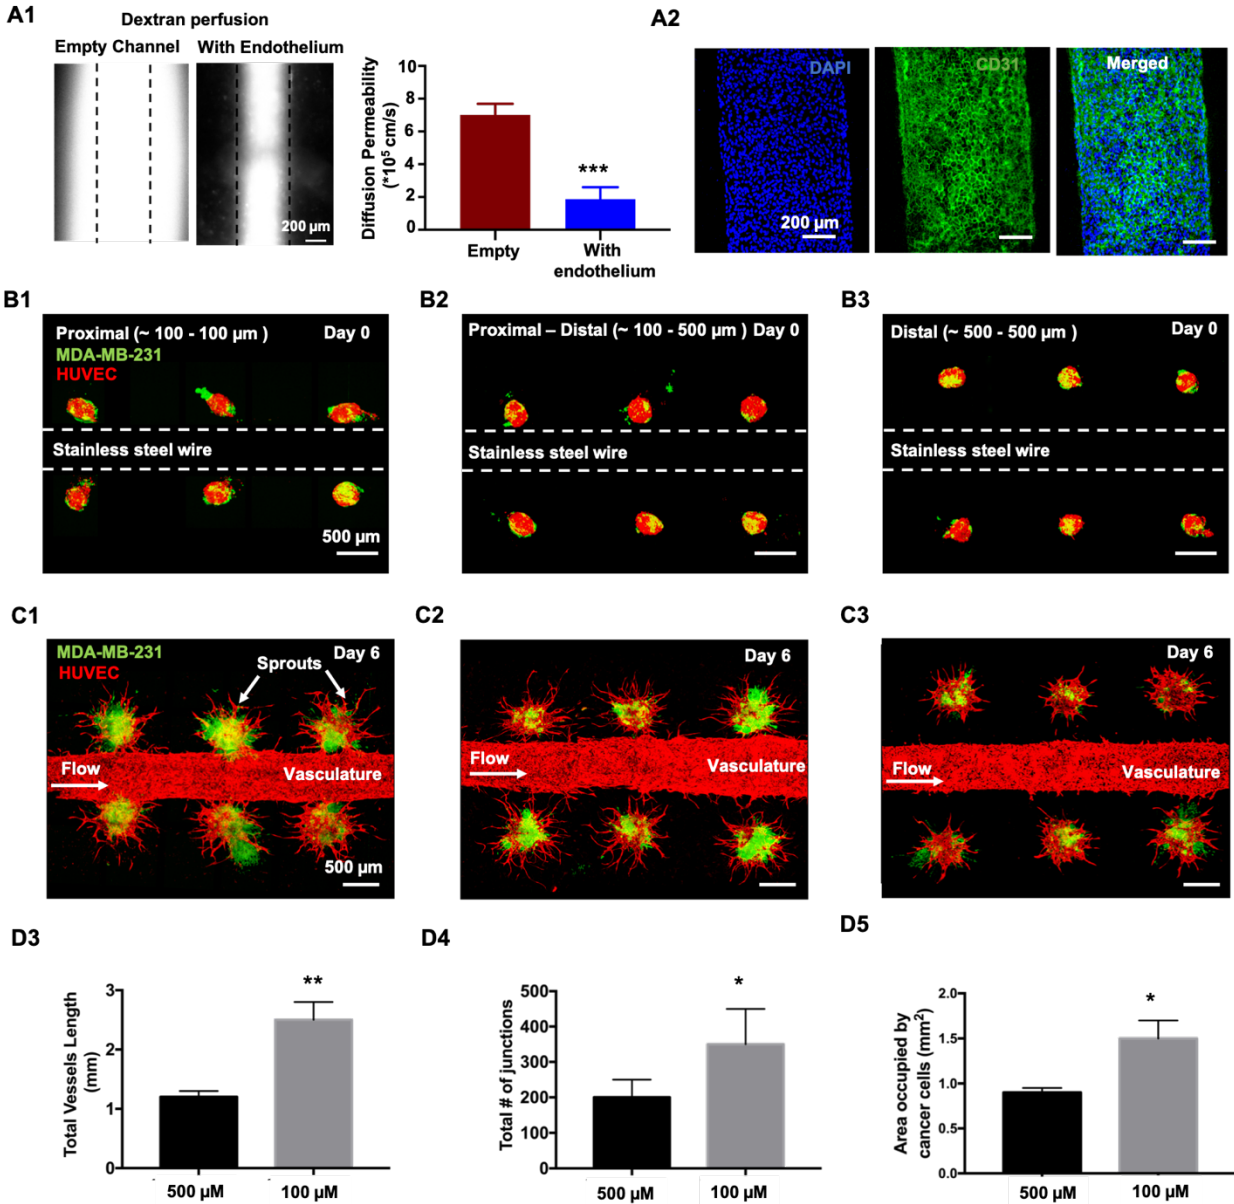 A1
Dextran perfusion
Empty Channel
With Endothelium
200 µm
Diffusion Permeability
(*10⁵ cm/s)
10
8
6
4
2
0
***
Empty
With
endothelium
A2
DAPI
200 µm
CD31
Merged
B1
Proximal (~ 100 - 100 µm )
Day 0
MDA-MB-231
HUVEC
Stainless steel wire
500 µm
B2
Proximal – Distal (~ 100 - 500 µm ) Day 0
Stainless steel wire
B3
Distal (~ 500 - 500 µm )
Day 0
Stainless steel wire
C1
MDA-MB-231
HUVEC
Day 6
Sprouts
Flow
Vasculature
500 µm
C2
Day 6
Flow
Vasculature
C3
Day 6
Flow
Vasculature
D3
Total Vessels Length
(mm)
3
2
1
0
**
500 µM
100 µM
D4
Total # of junctions
500
400
300
200
100
0
*
500 µM
100 µM
D5
Area occupied by
cancer cells (mm²)
2.0
1.5
1.0
0.5
0.0
*
500 µM
100 µM